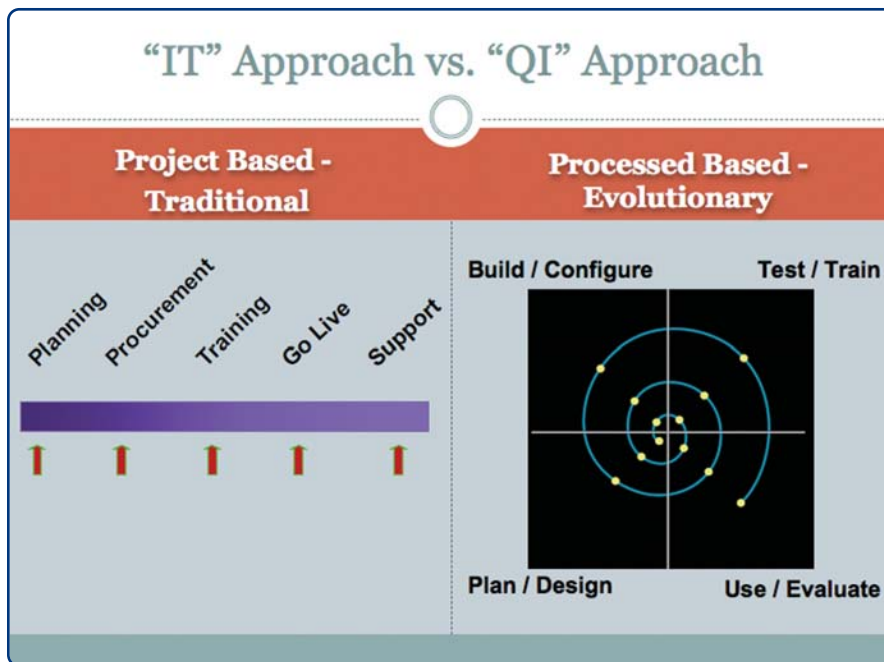 “IT” Approach vs. “QI” Approach
Project Based -
Traditional
Processed Based -
Evolutionary
Planning
Procurement
Training
Go Live
Support
Build / Configure
Test / Train
Plan / Design
Use / Evaluate